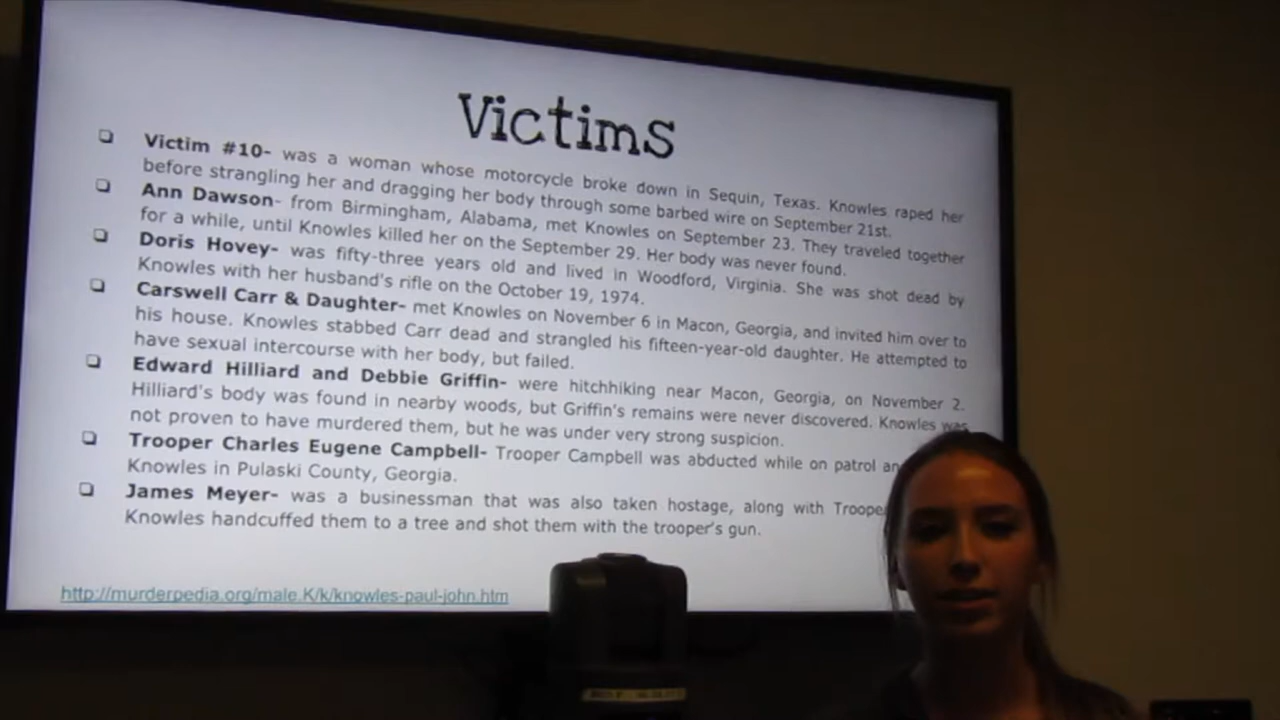 Victims
❏ Victim #10- was a woman whose motorcycle broke down in Sequin, Texas. Knowles raped her
before strangling her and dragging her body through some barbed wire on September 21st.
❏ Ann Dawson- from Birmingham, Alabama, met Knowles on September 23. They traveled together
for a while, until Knowles killed her on the September 29. Her body was never found.
❏ Doris Hovey- was fifty-three years old and lived in Woodford, Virginia. She was shot dead by
Knowles with her husband's rifle on the October 19, 1974.
❏ Carswell Carr & Daughter- met Knowles on November 6 in Macon, Georgia, and invited him over to
his house. Knowles stabbed Carr dead and strangled his fifteen-year-old daughter. He attempted to
have sexual intercourse with her body, but failed.
❏ Edward Hilliard and Debbie Griffin- were hitchhiking near Macon, Georgia, on November 2.
Hilliard's body was found in nearby woods, but Griffin's remains were never discovered. Knowles was
not proven to have murdered them, but he was under very strong suspicion.
❏ Trooper Charles Eugene Campbell- Trooper Campbell was abducted while on patrol
Knowles in Pulaski County, Georgia.
❏ James Meyer- was a businessman that was also taken hostage, along with
Knowles handcuffed them to a tree and shot them with the trooper's gun.
http://murderpedia.org/male.K/k/knowles-paul-john.htm